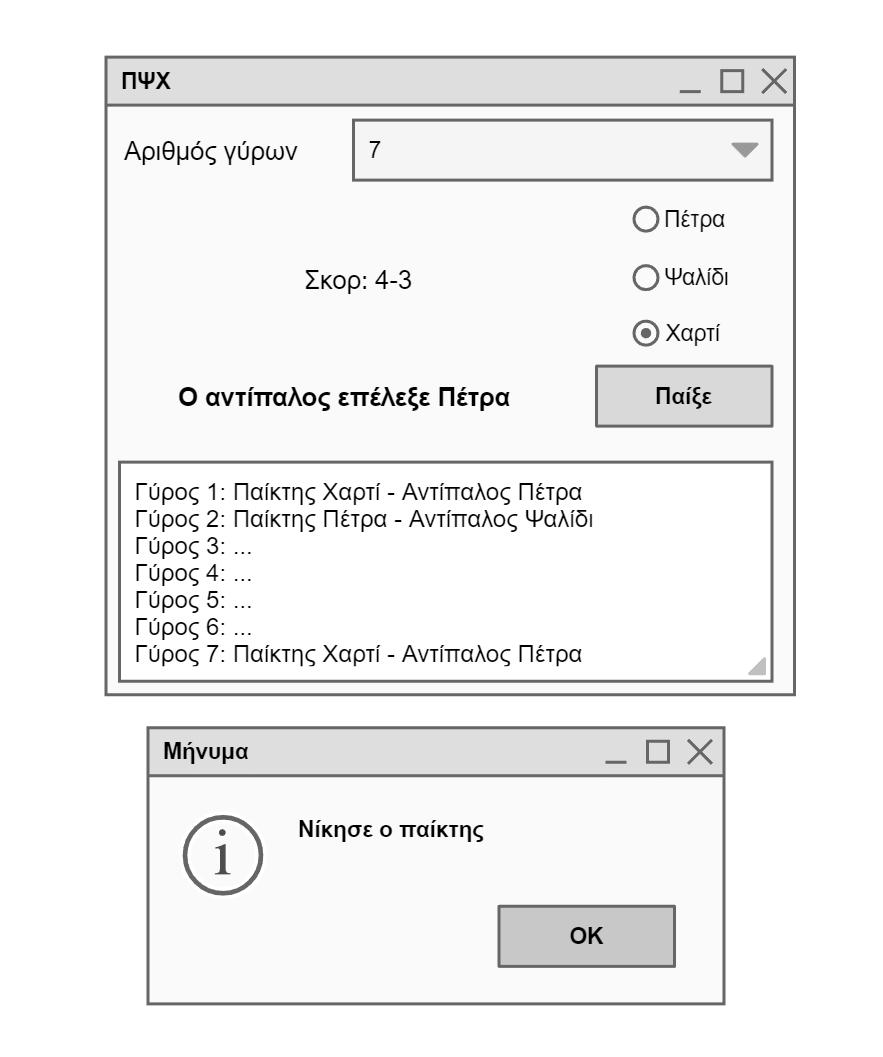 ΠΨΧ
Αριθμός γύρων
7
Πέτρα
Σκορ: 4-3
Ψαλίδι
Χαρτί
Ο αντίπαλος επέλεξε Πέτρα
Παίξε
Γύρος 1: Παίκτης Χαρτί - Αντίπαλος Πέτρα
Γύρος 2: Παίκτης Πέτρα - Αντίπαλος Ψαλίδι
Γύρος 3: ...
Γύρος 4: ...
Γύρος 5: ...
Γύρος 6: ...
Γύρος 7: Παίκτης Χαρτί - Αντίπαλος Πέτρα
Μήνυμα
i
Νίκησε ο παίκτης
OK